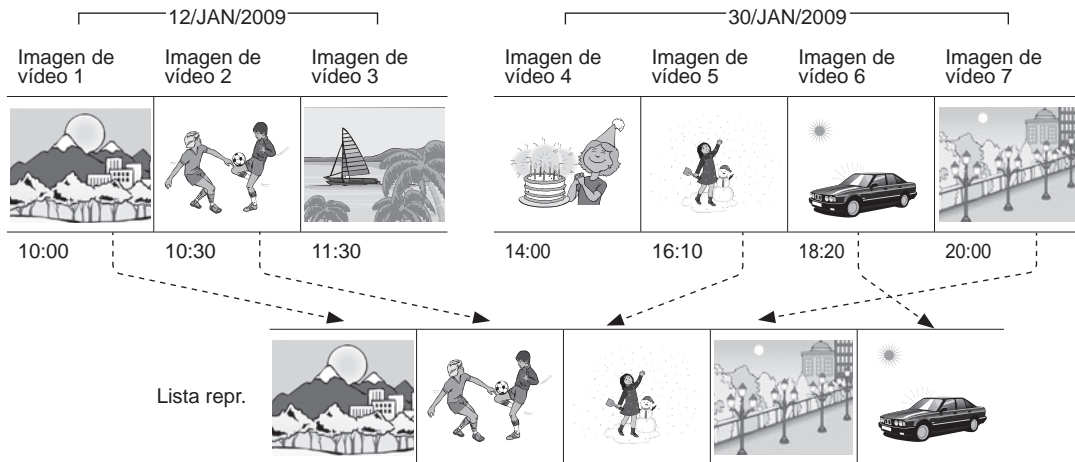 12/JAN/2009
30/JAN/2009
Imagen de
vídeo 1
Imagen de
vídeo 2
Imagen de
vídeo 3
Imagen de
vídeo 4
Imagen de
vídeo 5
Imagen de
vídeo 6
Imagen de
vídeo 7
10:00
10:30
11:30
14:00
16:10
18:20
20:00
Lista repr.